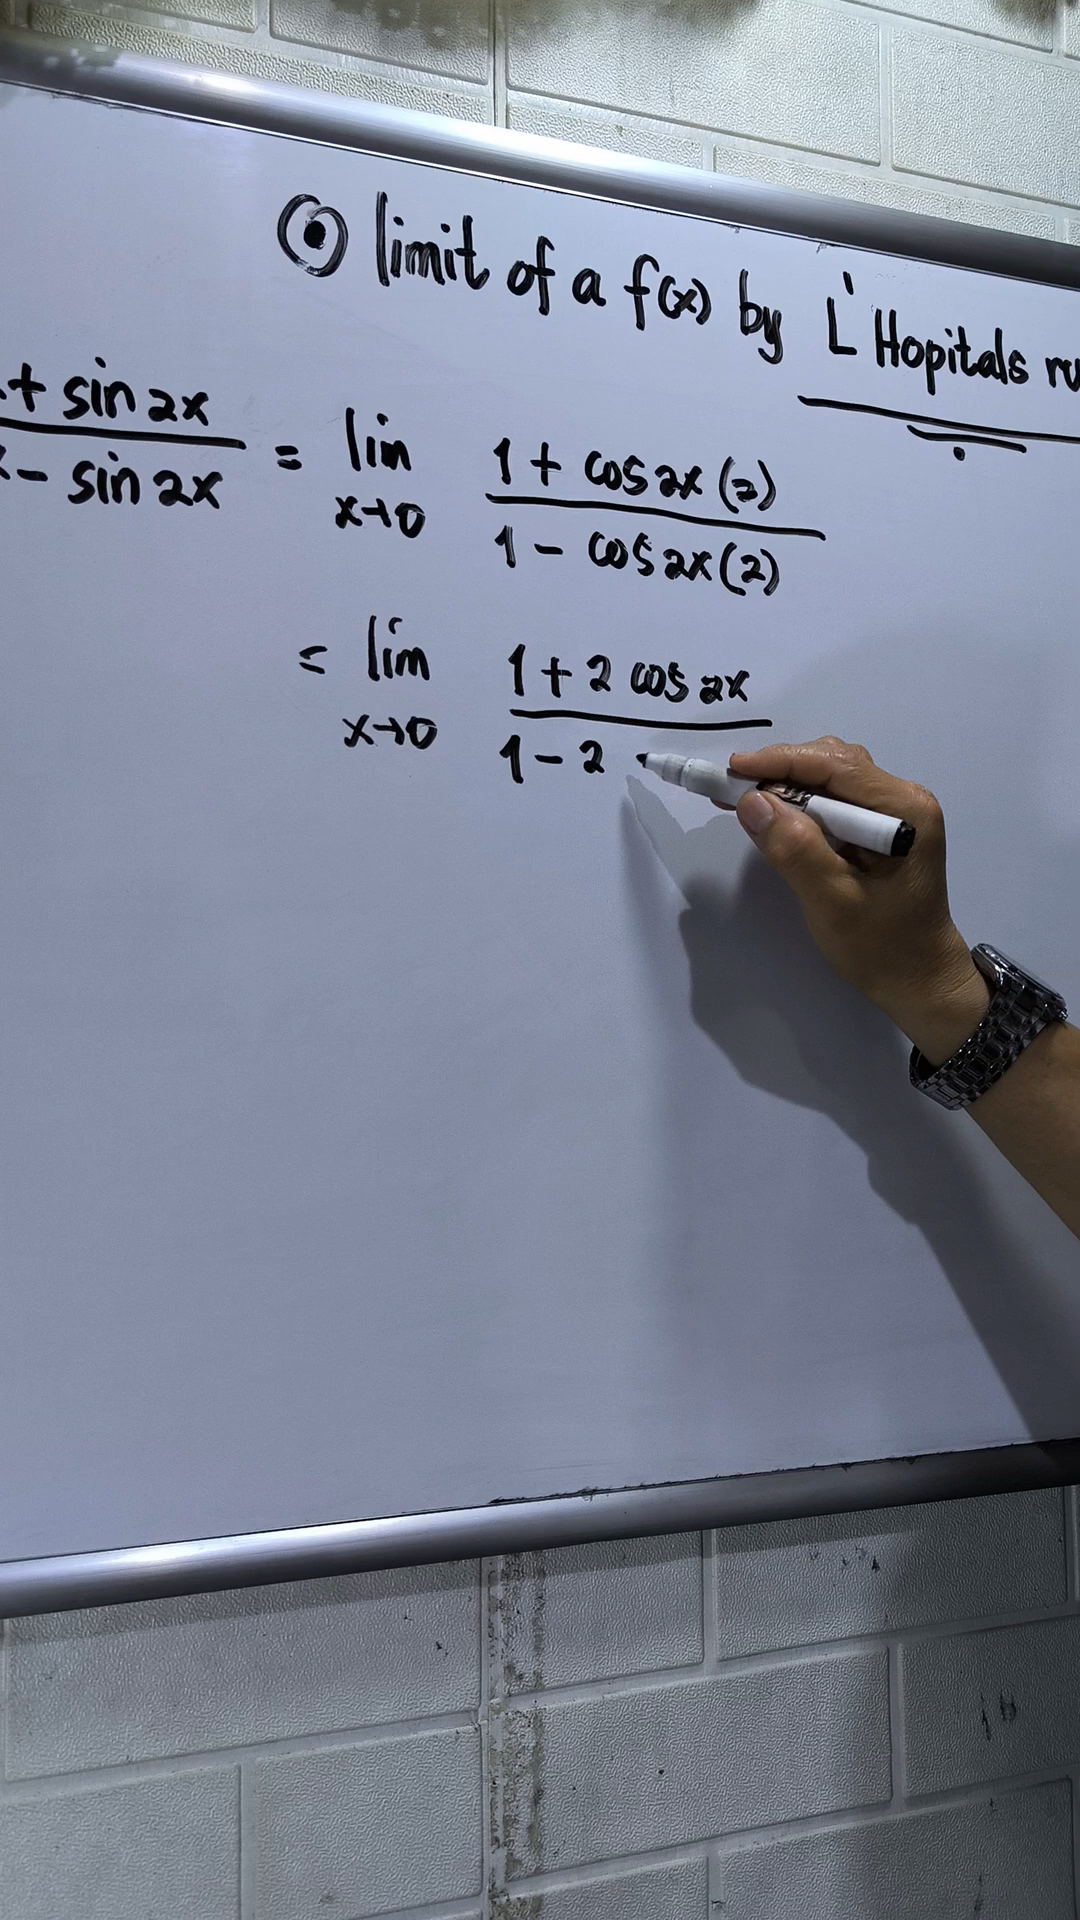 ⊙ limit of a f(x) by L'Hopitals ru
+ sin 2x / - sin 2x = lim x→0 1 + cos 2x (2) / 1 - cos 2x (2)
= lim x→0 1 + 2 cos 2x / 1 - 2